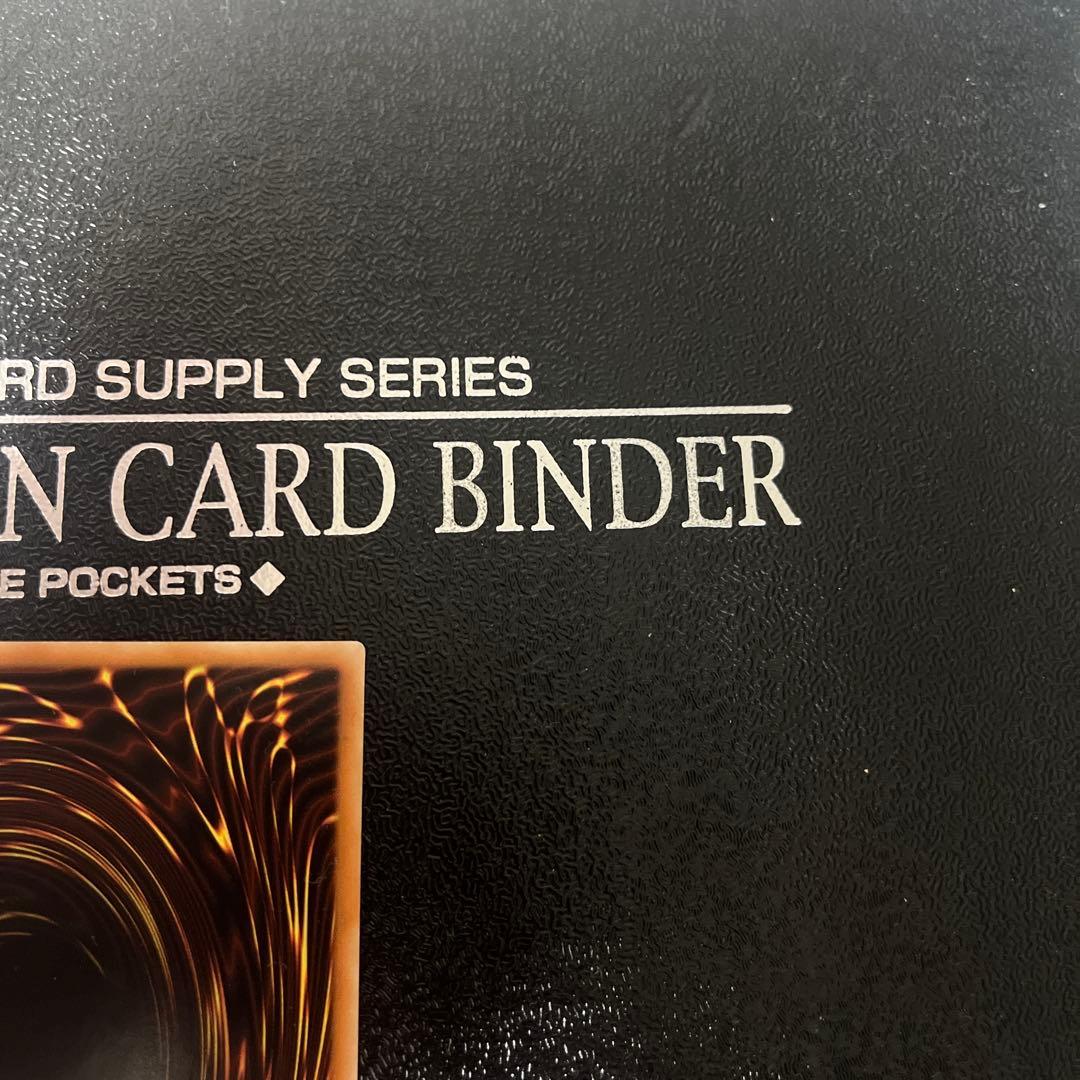 RD SUPPLY SERIES
N CARD BINDER
E POCKETS◆